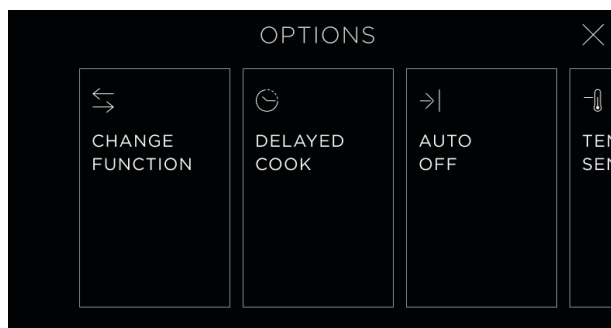 OPTIONS
CHANGE
FUNCTION
DELAYED
COOK
AUTO
OFF